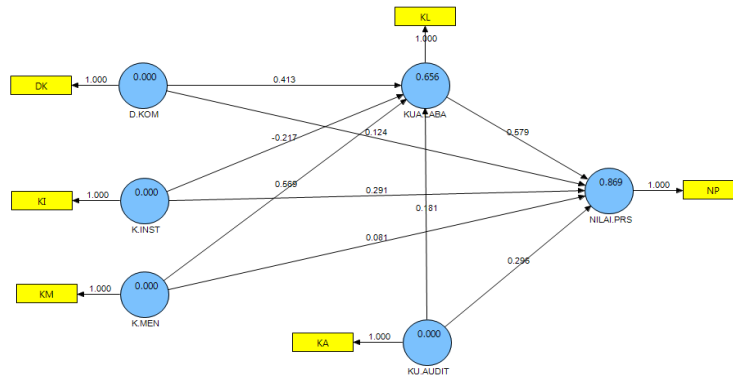 KL
1.000
0.000
0.656
DK
1.000
0.413
D.KOM
KUA.LABA
-0.217
0.124
0.579
0.569
0.000
0.291
0.869
1.000
NP
KI
1.000
K.INST
0.181
NILAI.PRS
0.081
0.000
KM
1.000
0.296
K.MEN
KA
1.000
0.000
KU.AUDIT